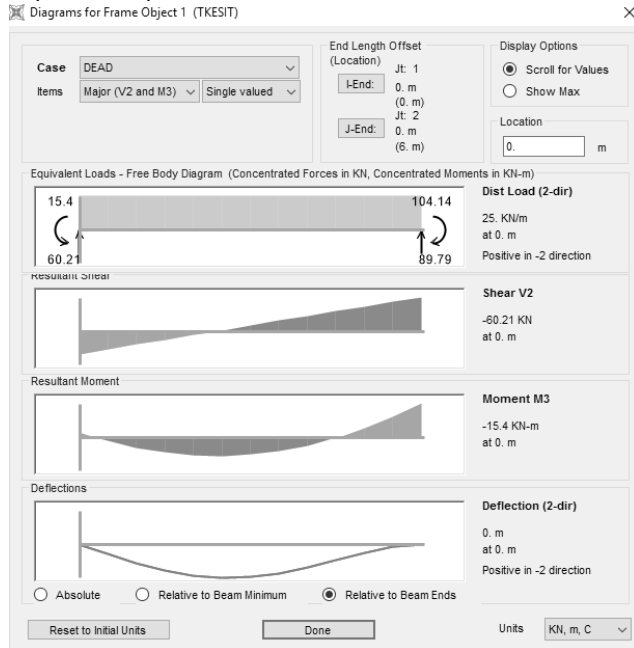 Diagrams for Frame Object 1 (TKESIT)
Case DEAD
Items Major (V2 and M3) Single valued
End Length Offset
(Location)
Jt: 1
I-End: 0. m
(0. m)
Jt: 2
J-End: 0. m
(6. m)
Display Options
Scroll for Values
Show Max
Location
0. m
Equivalent Loads - Free Body Diagram (Concentrated Forces in KN, Concentrated Moments in KN-m)
15.4 104.14
60.21 89.79
Dist Load (2-dir)
25. KN/m
at 0. m
Positive in -2 direction
Resultant Shear
Shear V2
-60.21 KN
at 0. m
Resultant Moment
Moment M3
-15.4 KN-m
at 0. m
Deflections
Deflection (2-dir)
0. m
at 0. m
Positive in -2 direction
Absolute Relative to Beam Minimum Relative to Beam Ends
Reset to Initial Units Done Units KN, m, C